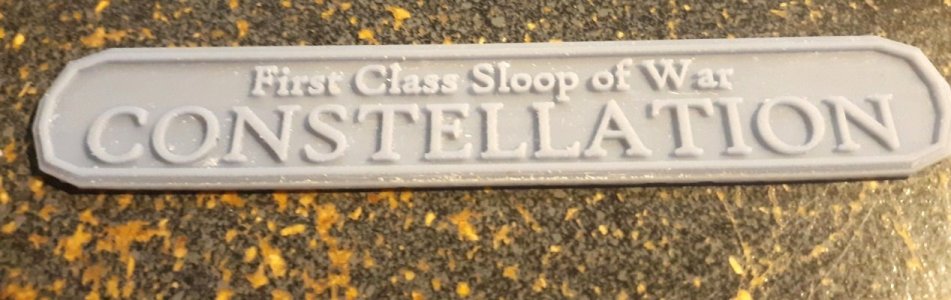 First Class Sloop of War
CONSTELLATION